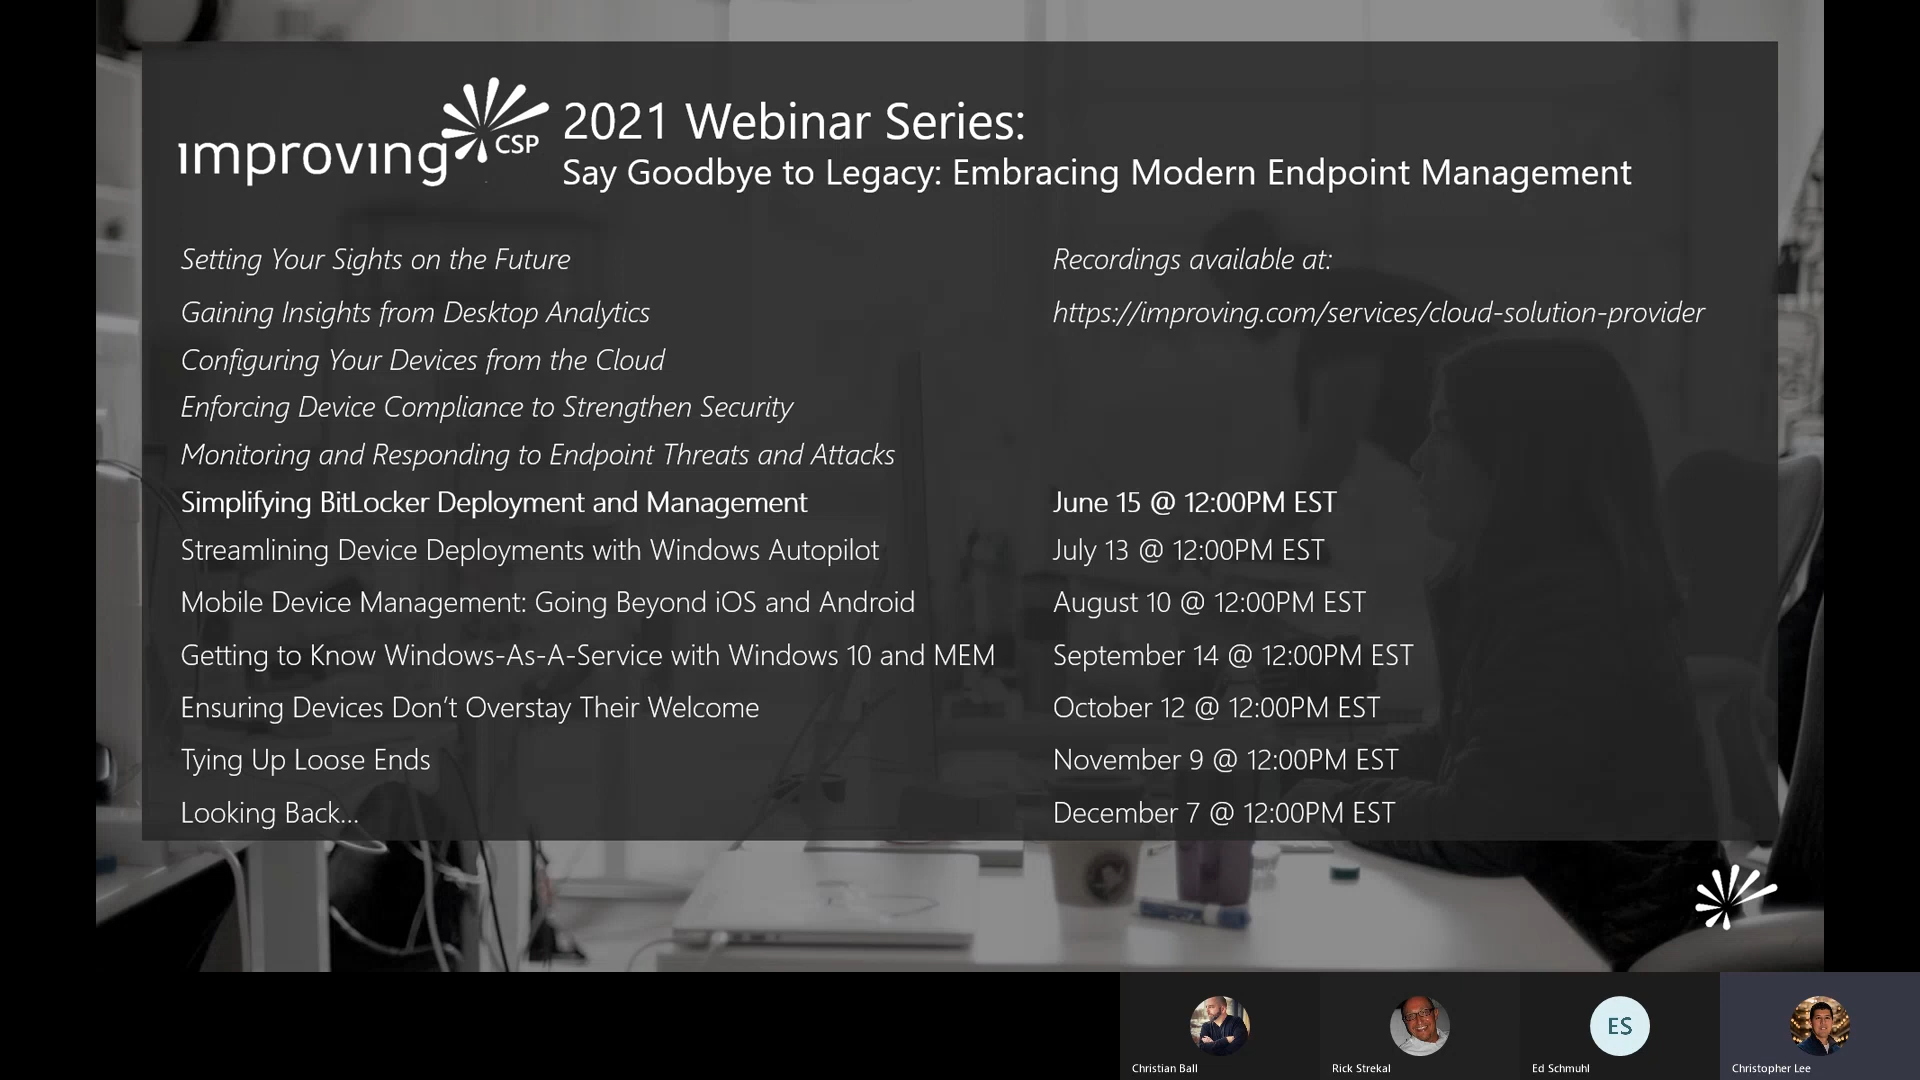 improving CSP
2021 Webinar Series:
Say Goodbye to Legacy: Embracing Modern Endpoint Management
Setting Your Sights on the Future
Recordings available at:
Gaining Insights from Desktop Analytics
https://improving.com/services/cloud-solution-provider
Configuring Your Devices from the Cloud
Enforcing Device Compliance to Strengthen Security
Monitoring and Responding to Endpoint Threats and Attacks
Simplifying BitLocker Deployment and Management
June 15 @ 12:00PM EST
Streamlining Device Deployments with Windows Autopilot
July 13 @ 12:00PM EST
Mobile Device Management: Going Beyond iOS and Android
August 10 @ 12:00PM EST
Getting to Know Windows-As-A-Service with Windows 10 and MEM
September 14 @ 12:00PM EST
Ensuring Devices Don’t Overstay Their Welcome
October 12 @ 12:00PM EST
Tying Up Loose Ends
November 9 @ 12:00PM EST
Looking Back...
December 7 @ 12:00PM EST
ES
Christian Ball
Rick Strekal
Ed Schmuhl
Christopher Lee